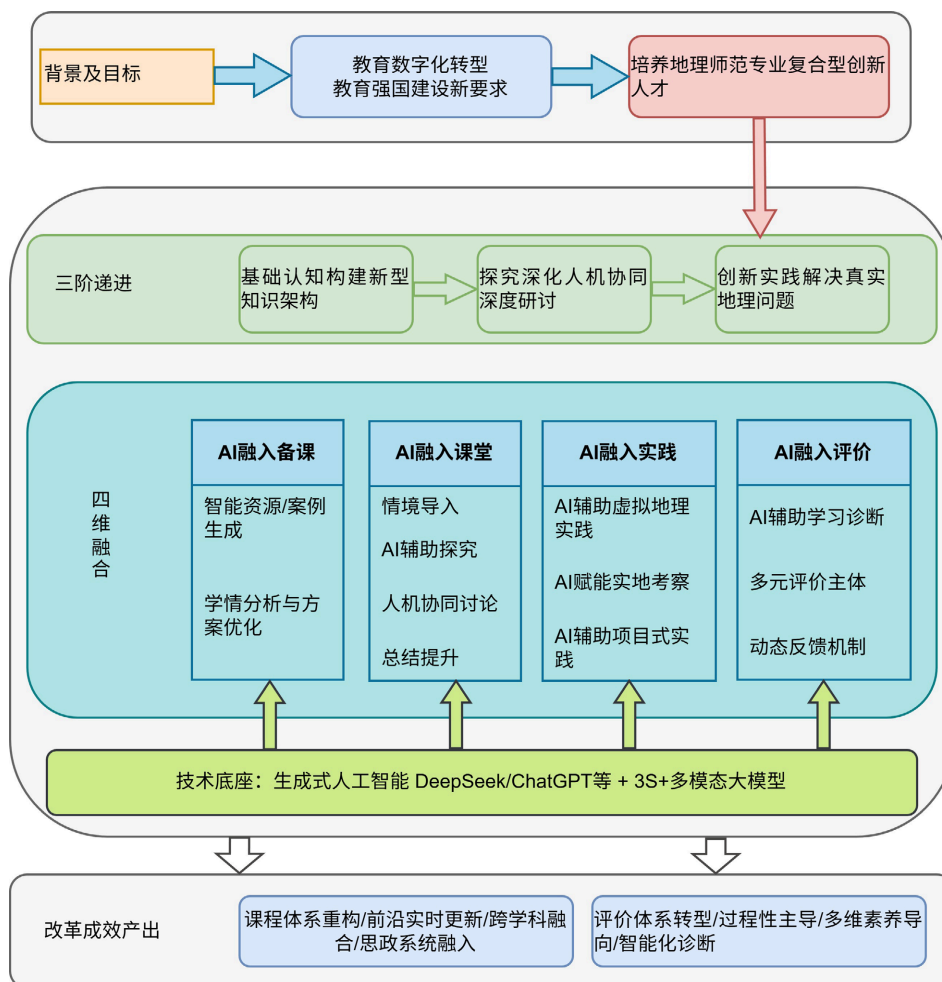 背景及目标
教育数字化转型
教育强国建设新要求
培养地理师范专业复合型创新
人才
三阶递进
基础认知构建新型
知识架构
探究深化人机协同
深度研讨
创新实践解决真实
地理问题
四
维
融
合
AI融入备课
智能资源/案例
生成
学情分析与方
案优化
AI融入课堂
情境导入
AI辅助探究
人机协同讨论
总结提升
AI融入实践
AI辅助虚拟地理
实践
AI赋能实地考察
AI辅助项目式实
践
AI融入评价
AI辅助学习诊断
多元评价主体
动态反馈机制
技术底座：生成式人工智能 DeepSeek/ChatGPT等 + 3S+多模态大模型
改革成效产出
课程体系重构/前沿实时更新/跨学科融
合/思政系统融入
评价体系转型/过程性主导/多维素养导
向/智能化诊断